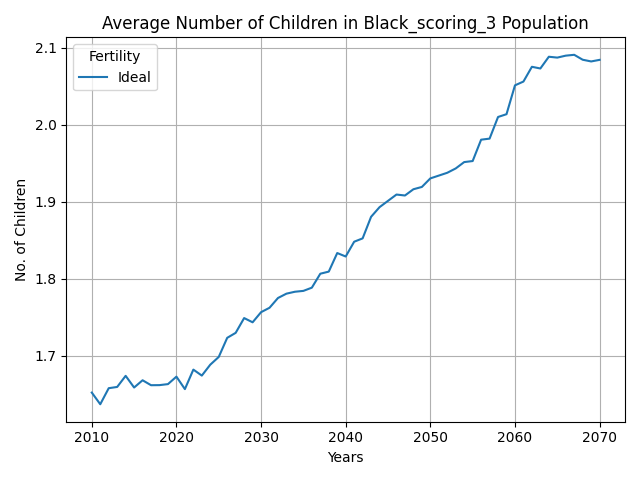 Average Number of Children in Black_scoring_3 Population
Fertility
Ideal
No. of Children
2.1
2.0
1.9
1.8
1.7
2010 2020 2030 2040 2050 2060 2070
Years